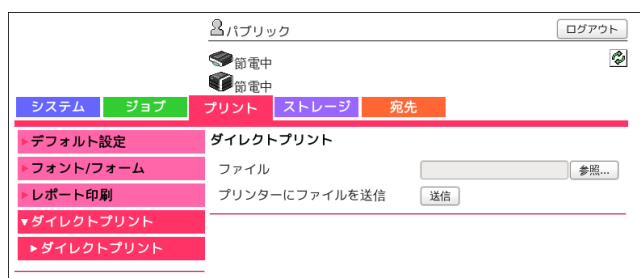 パブリック ログアウト
節電中
節電中
システム ジョブ プリント ストレージ 宛先
デフォルト設定
フォント/フォーム
レポート印刷
ダイレクトプリント
ダイレクトプリント
ダイレクトプリント
ファイル 参照...
プリンターにファイルを送信 送信